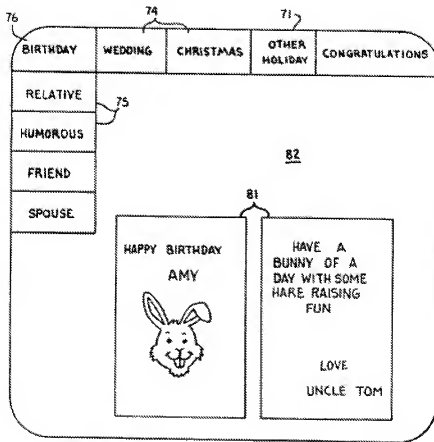 76
74
71
BIRTHDAY
WEDDING
CHRISTMAS
OTHER
HOLIDAY
CONGRATULATIONS
RELATIVE
75
HUMOROUS
FRIEND
SPOUSE
82
81
HAPPY BIRTHDAY
AMY
HAVE A
BUNNY OF A
DAY WITH SOME
HARE RAISING
FUN
LOVE
UNCLE TOM